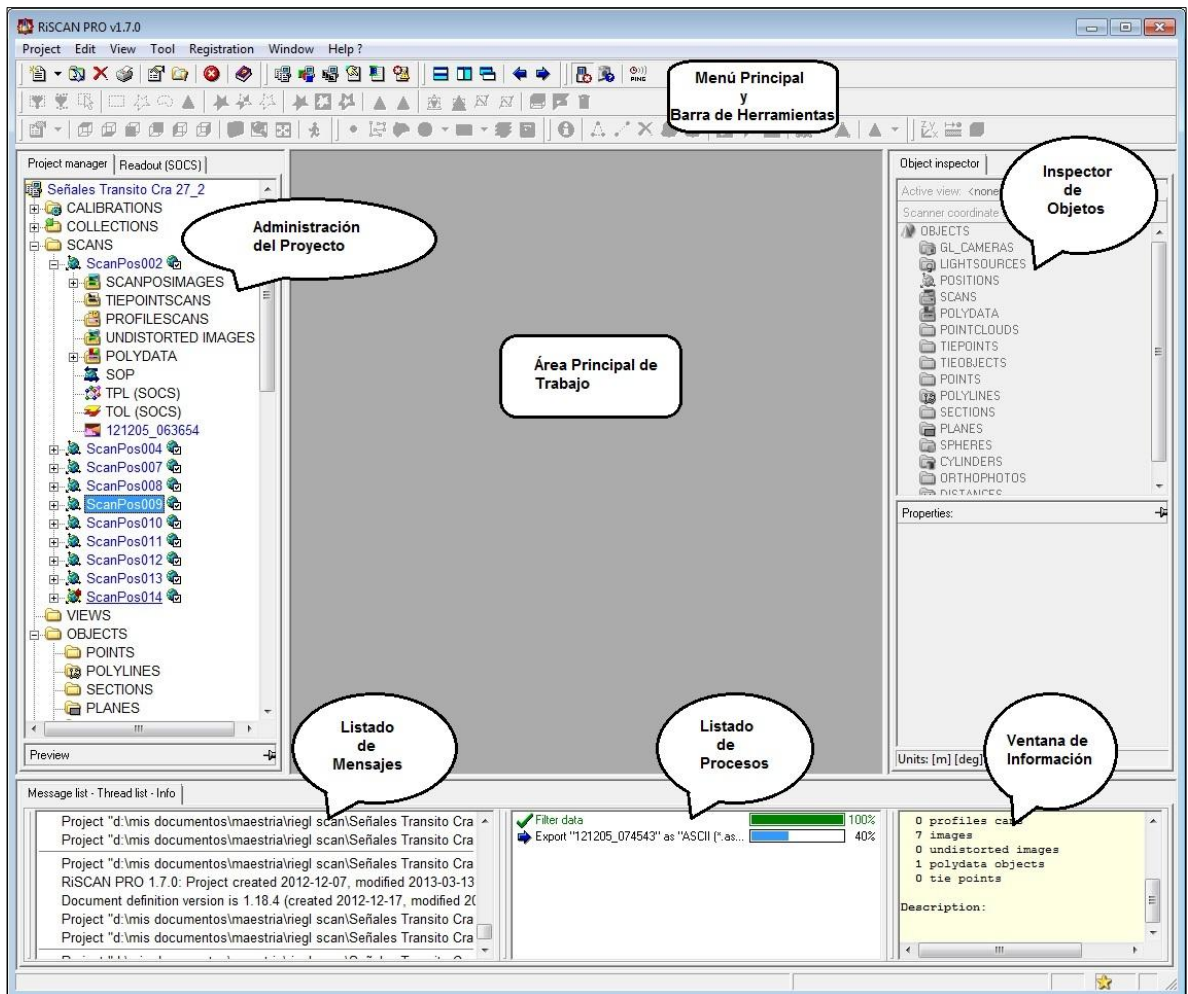 RiSCAN PRO v1.7.0
Project Edit View Tool Registration Window Help ?
PING
Menú Principal
y
Barra de Herramientas
Project manager
Readout (SOCS)
Señales Transito Cra 27_2
CALIBRATIONS
COLLECTIONS
SCANS
ScanPos002
SCANPOSIMAGES
TIEPOINTSCANS
PROFILESCANS
UNDISTORTED IMAGES
POLYDATA
SOP
TPL (SOCS)
TOL (SOCS)
121205_063654
ScanPos004
ScanPos007
ScanPos008
ScanPos009
ScanPos010
ScanPos011
ScanPos012
ScanPos013
ScanPos014
VIEWS
OBJECTS
POINTS
POLYLINES
SECTIONS
PLANES
Preview
Administración
del Proyecto
Área Principal de
Trabajo
Object inspector
Active view: <none
Scanner coordinate
OBJECTS
GL_CAMERAS
LIGHTSOURCES
POSITIONS
SCANS
POLYDATA
POINTCLOUDS
TIEPOINTS
TIEOBJECTS
POINTS
POLYLINES
SECTIONS
PLANES
SPHERES
CYLINDERS
ORTHOPHOTOS
DISTANCES
Inspector
de
Objetos
Properties:
Units: [m] [deg]
Listado
de
Mensajes
Listado
de
Procesos
Ventana de
Información
Message list - Thread list - Info
Project "d:\mis documentos\maestria\riegl scan\Señales Transito Cra
Project "d:\mis documentos\maestria\riegl scan\Señales Transito Cra
Project "d:\mis documentos\maestria\riegl scan\Señales Transito Cra
RiSCAN PRO 1.7.0: Project created 2012-12-07, modified 2013-03-13
Document definition version is 1.18.4 (created 2012-12-17, modified 20
Project "d:\mis documentos\maestria\riegl scan\Señales Transito Cra
Project "d:\mis documentos\maestria\riegl scan\Señales Transito Cra
Filter data 100%
Export "121205_074543" as "ASCII (*.as... 40%
0 profiles
7 images
0 undistorted images
1 polydata objects
0 tie points
Description: